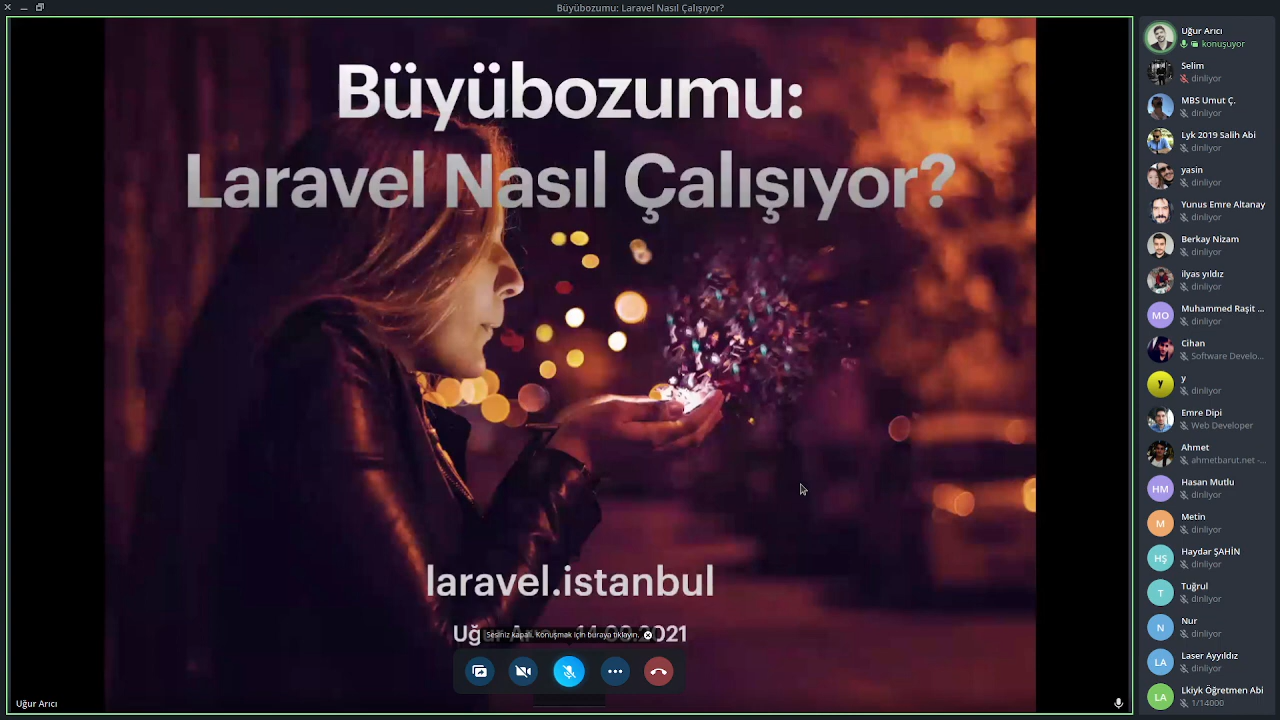 Büyübozumu: Laravel Nasıl Çalışıyor?
Büyübozumu:
Laravel Nasıl Çalışıyor?
laravel.istanbul
Sesiniz kapalı. Konuşmak için buraya tıklayın.
2021
Uğur Arıcı
Uğur Arıcı
konuşuyor
Selim
dinliyor
MBS Umut Ç.
dinliyor
Lyk 2019 Salih Abi
dinliyor
yasin
dinliyor
Yunus Emre Altanay
dinliyor
Berkay Nizam
dinliyor
ilyas yıldız
dinliyor
MO
Muhammed Raşit ...
dinliyor
Cihan
Software Develo...
y
y
dinliyor
Emre Dipi
Web Developer
Ahmet
ahmetbarut.net -...
HM
Hasan Mutlu
dinliyor
M
Metin
dinliyor
HŞ
Haydar ŞAHİN
dinliyor
T
Tuğrul
dinliyor
N
Nur
dinliyor
LA
Laser Ayyıldız
dinliyor
LA
Lkiyk Öğretmen Abi
1/14000